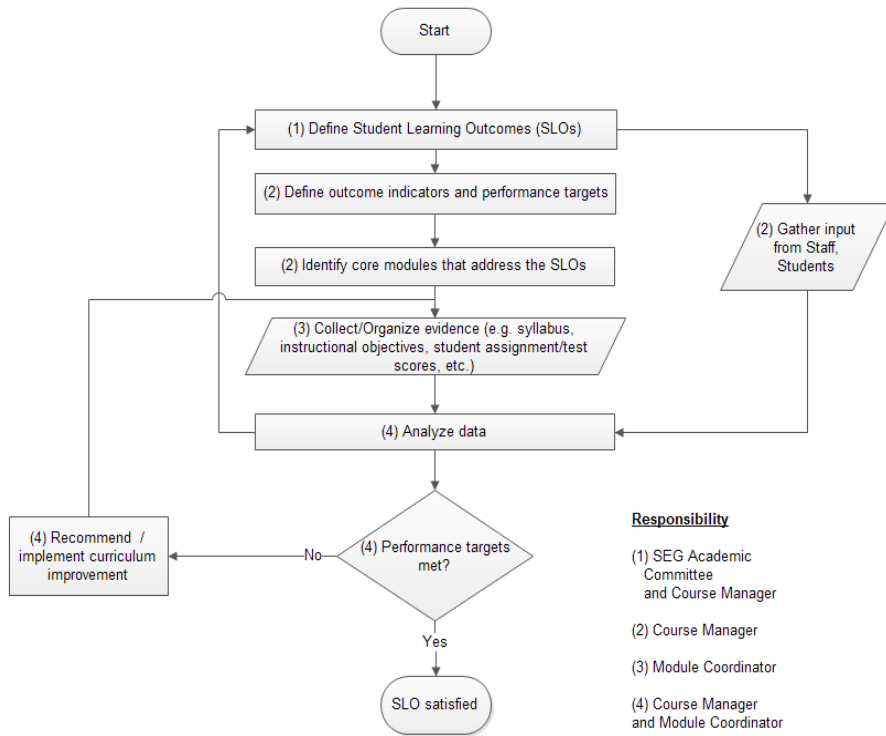 Start
(1) Define Student Learning Outcomes (SLOs)
(2) Define outcome indicators and performance targets
(2) Gather input
from Staff,
Students
(2) Identify core modules that address the SLOs
(3) Collect/Organize evidence (e.g. syllabus,
instructional objectives, student assignment/test
scores, etc.)
(4) Analyze data
(4) Recommend /
implement curriculum
improvement
No
(4) Performance targets
met?
Yes
SLO satisfied
Responsibility
(1) SEG Academic
Committee
and Course Manager
(2) Course Manager
(3) Module Coordinator
(4) Course Manager
and Module Coordinator